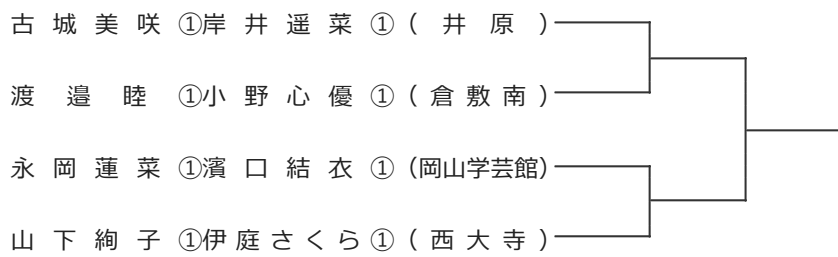 古城美咲①岸井遥菜①(井原)
渡邉睦①小野心優①(倉敷南)
永岡蓮菜①濱口結衣①(岡山学芸館)
山下絢子①伊庭さくら①(西大寺)